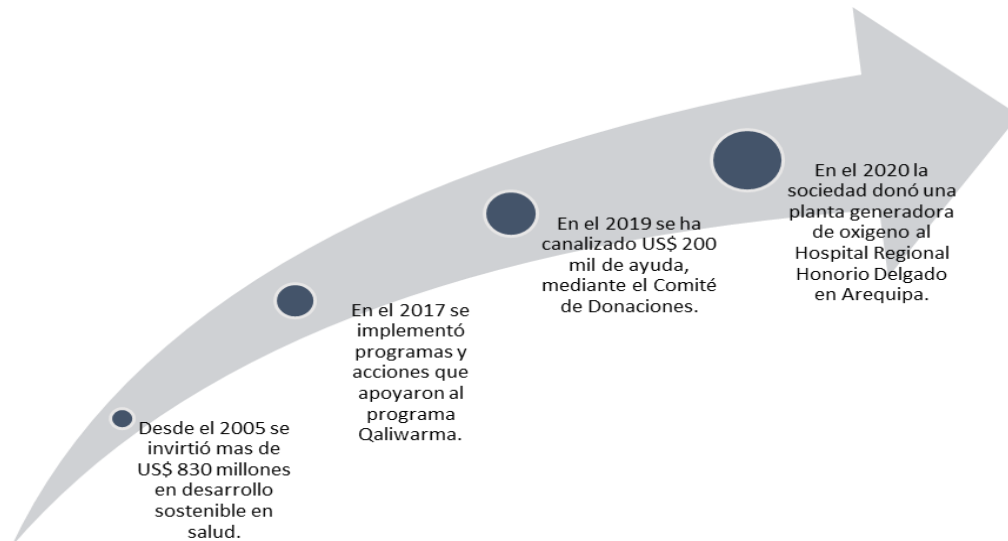 Desde el 2005 se
invirtió mas de
US$ 830 millones
en desarrollo
sostenible en
salud.
En el 2017 se
implementó
programas y
acciones que
apoyaron al
programa
Qaliwarma.
En el 2019 se ha
canalizado US$ 200
mil de ayuda,
mediante el Comité
de Donaciones.
En el 2020 la
sociedad donó una
planta generadora
de oxigeno al
Hospital Regional
Honorio Delgado
en Arequipa.